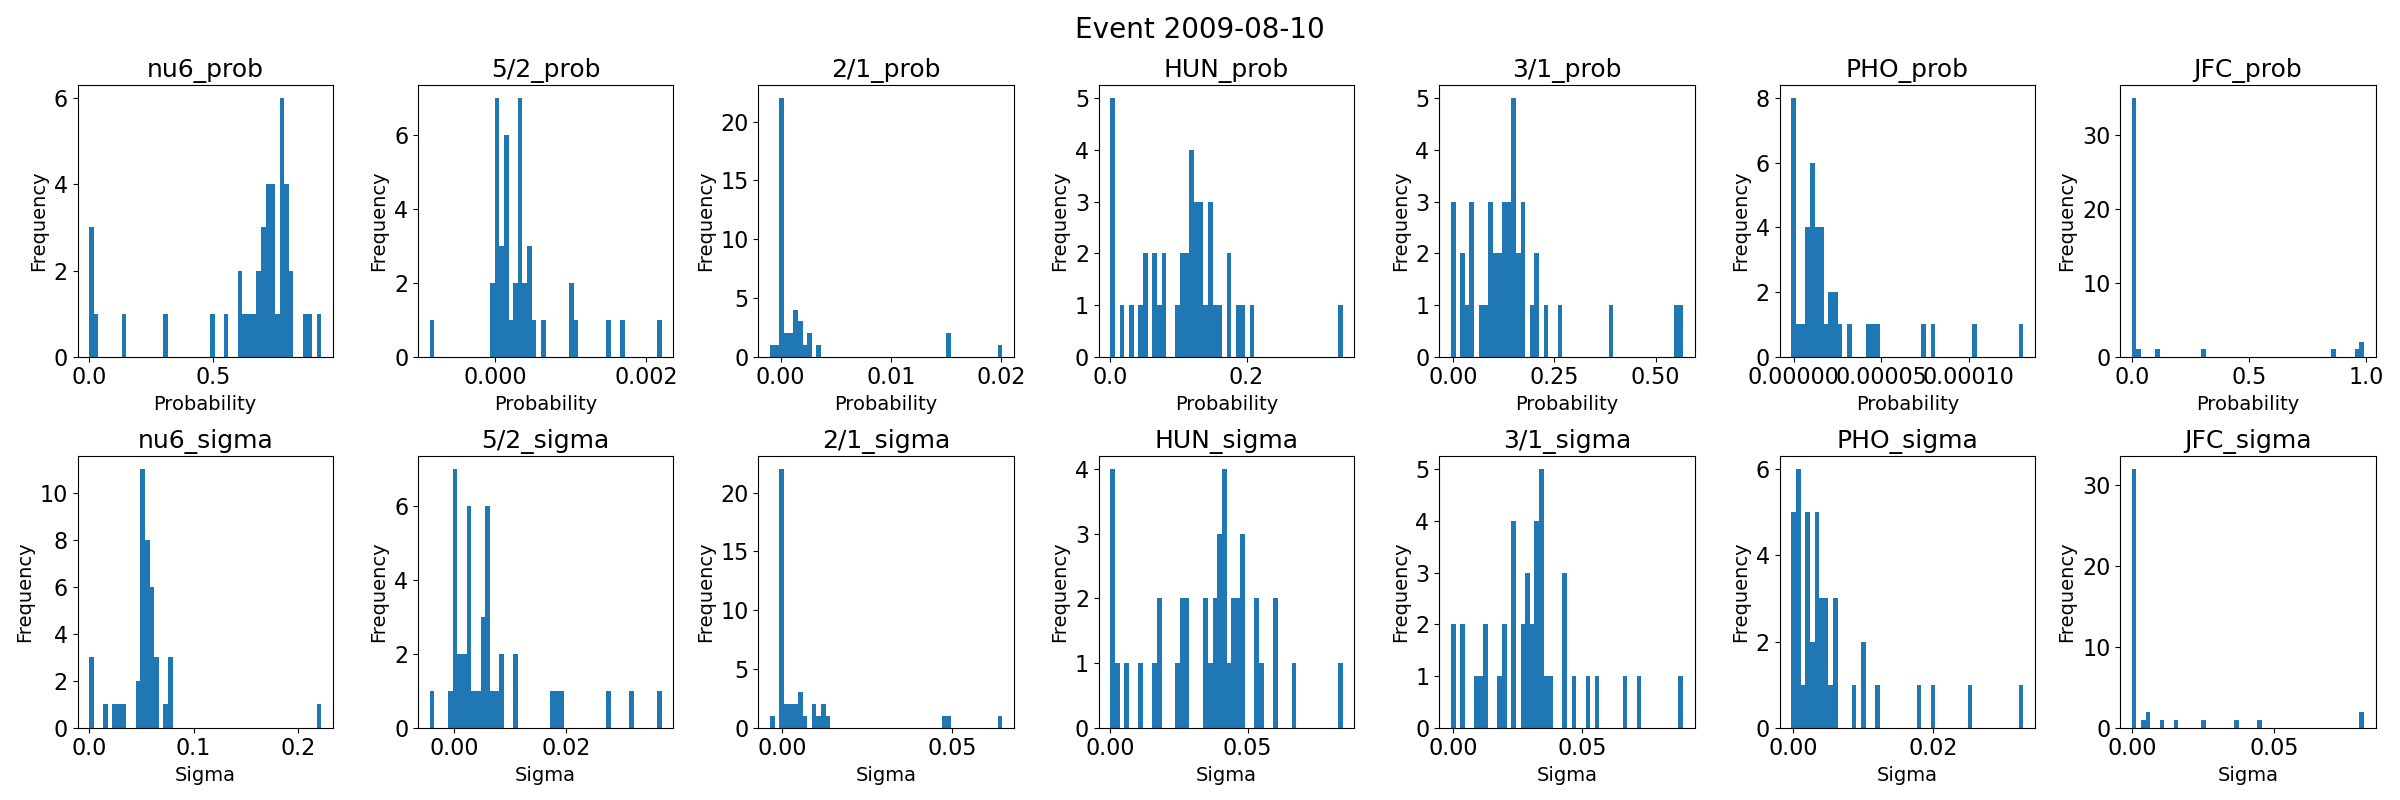 Event 2009-08-10
nu6_prob 5/2_prob 2/1_prob HUN_prob 3/1_prob PHO_prob JFC_prob
Frequency 0 2 4 6
0.0 0.5
Probability
Frequency 0 2 4 6
0.000 0.002
Probability
Frequency 0 5 10 15 20
0.00 0.01 0.02
Probability
Frequency 0 1 2 3 4 5
0.0 0.2
Probability
Frequency 0 1 2 3 4 5
0.00 0.25 0.50
Probability
Frequency 0 2 4 6 8
0.00000 0.00005 0.00010
Probability
Frequency 0 10 20 30
0.0 0.5 1.0
Probability
nu6_sigma 5/2_sigma 2/1_sigma HUN_sigma 3/1_sigma PHO_sigma JFC_sigma
Frequency 0 2 4 6 8 10
0.0 0.1 0.2
Sigma
Frequency 0 2 4 6
0.00 0.02
Sigma
Frequency 0 5 10 15 20
0.00 0.05
Sigma
Frequency 0 1 2 3 4
0.00 0.05
Sigma
Frequency 0 1 2 3 4 5
0.00 0.05
Sigma
Frequency 0 2 4 6
0.00 0.02
Sigma
Frequency 0 10 20 30
0.00 0.05
Sigma